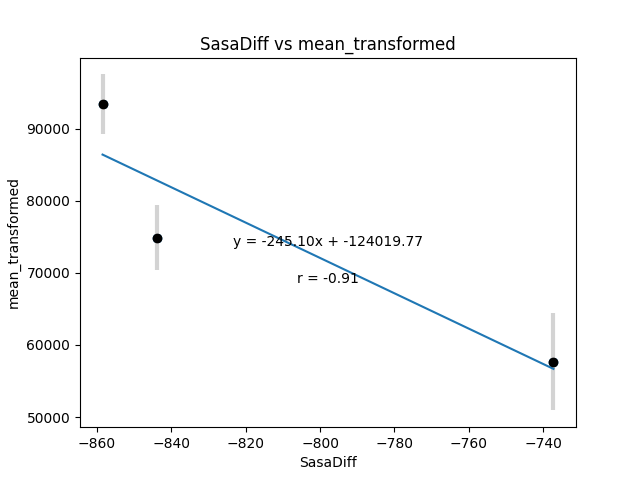 SasaDiff vs mean_transformed
mean_transformed
90000
80000
70000
60000
50000
y = -245.10x + -124019.77
r = -0.91
−860
−840
−820
−800
−780
−760
−740
SasaDiff